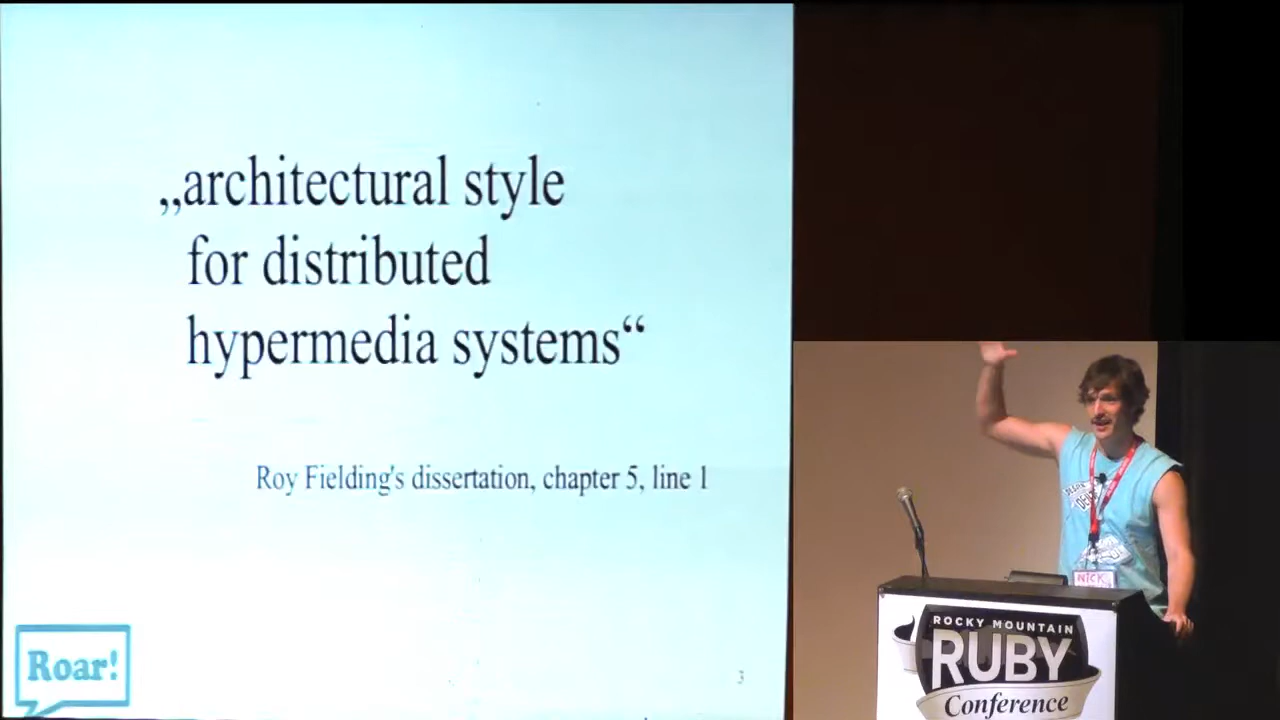 „architectural style
for distributed
hypermedia systems“
Roy Fielding's dissertation, chapter 5, line 1
Roar!
3
NICK
ROCKY MOUNTAIN
RUBY
Conference